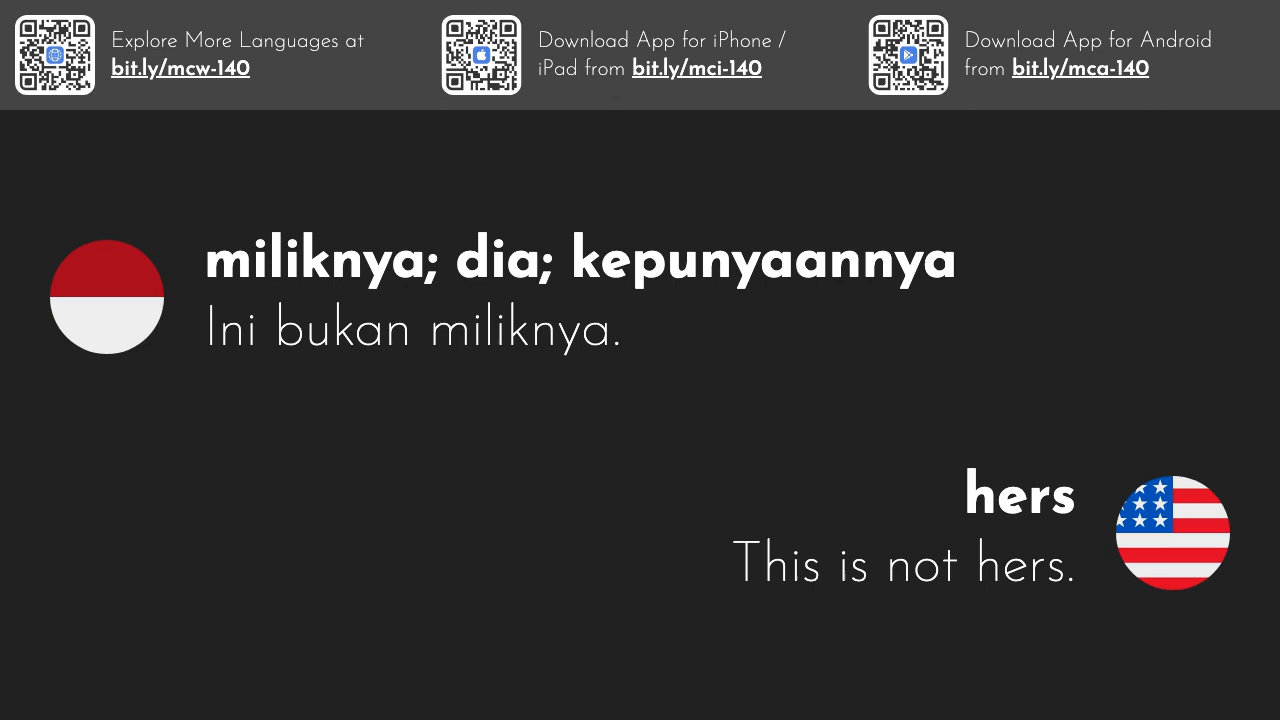 Explore More Languages at
bit.ly/mcw-140
Download App for iPhone /
iPad from bit.ly/mci-140
Download App for Android
from bit.ly/mca-140
miliknya; dia; kepunyaannya
Ini bukan miliknya.
hers
This is not hers.